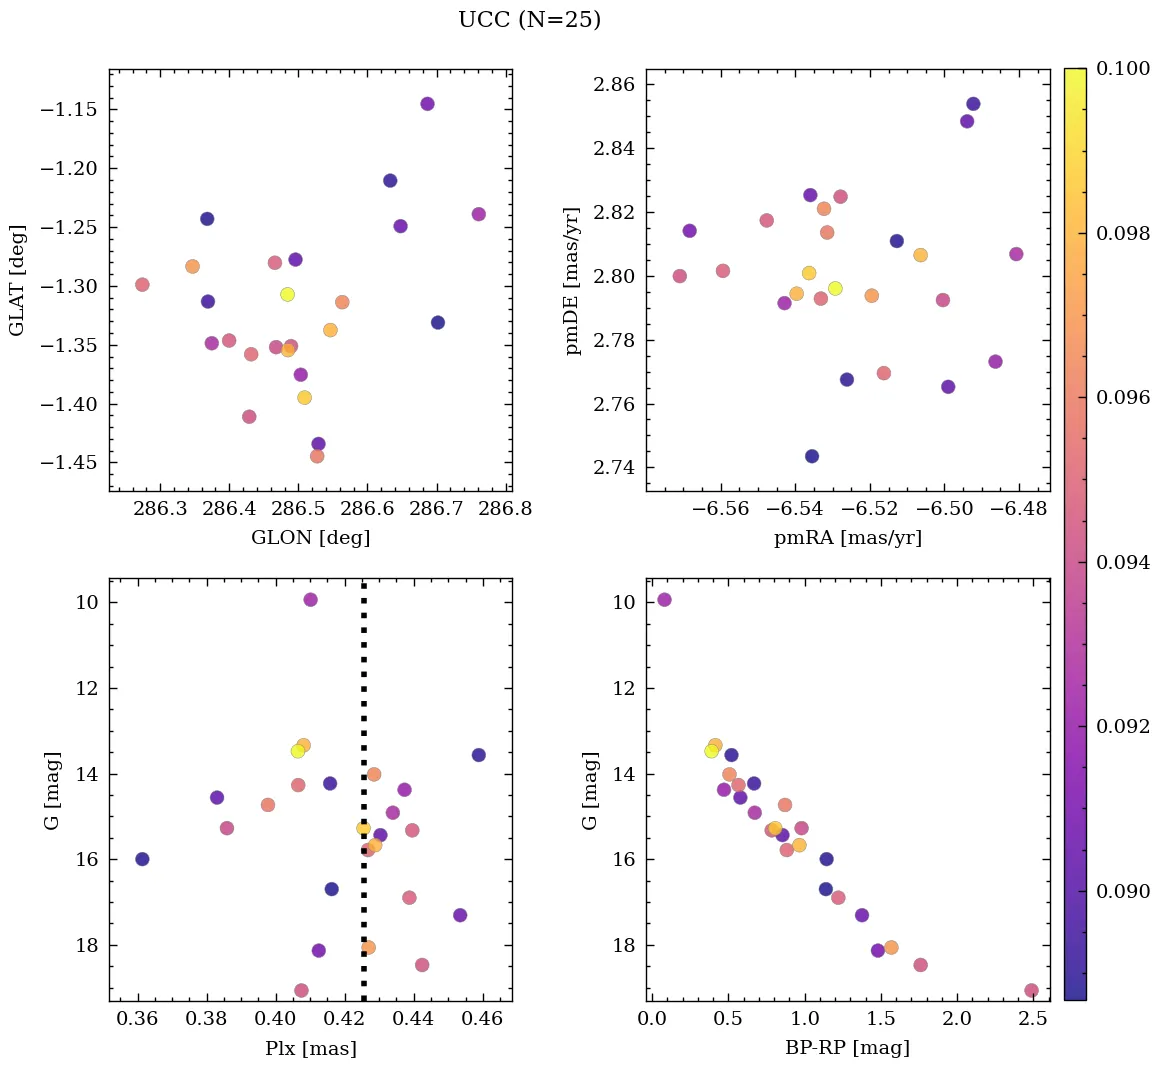 UCC (N=25)
−1.15
−1.20
−1.25
−1.30
−1.35
−1.40
−1.45
GLAT [deg]
286.3 286.4 286.5 286.6 286.7 286.8
GLON [deg]
2.86
2.84
2.82
2.80
2.78
2.76
2.74
pmDE [mas/yr]
−6.56 −6.54 −6.52 −6.50 −6.48
pmRA [mas/yr]
10
12
14
16
18
G [mag]
0.36 0.38 0.40 0.42 0.44 0.46
Plx [mas]
10
12
14
16
18
G [mag]
0.0 0.5 1.0 1.5 2.0 2.5
BP-RP [mag]
0.100
0.098
0.096
0.094
0.092
0.090